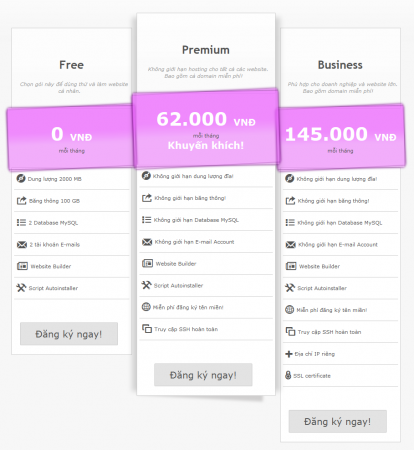 Free
Chọn gói này để dùng thử và làm website
cá nhân.
0 VNĐ
mỗi tháng
Dung lượng 2000 MB
Băng thông 100 GB
2 Database MySQL
2 tài khoản E-mails
Website Builder
Script Autoinstaller
Đăng ký ngay!
Premium
Không giới hạn hosting cho tất cả các website.
Bao gồm cả domain miễn phí!
62.000 VNĐ
mỗi tháng
Khuyến khích!
Không giới hạn dung lượng đĩa!
Không giới hạn băng thông!
Không giới hạn Database MySQL
Không giới hạn E-mail Account
Website Builder
Script Autoinstaller
Miễn phí đăng ký tên miền!
Truy cập SSH hoàn toàn
Đăng ký ngay!
Business
Phù hợp cho doanh nghiệp và website lớn.
Bao gồm domain miễn phí!
145.000 VNĐ
mỗi tháng
Không giới hạn dung lượng đĩa!
Không giới hạn băng thông!
Không giới hạn Database MySQL
Không giới hạn E-mail Account
Website Builder
Script Autoinstaller
Miễn phí đăng ký tên miền!
Truy cập SSH hoàn toàn
Địa chỉ IP riêng
SSL certificate
Đăng ký ngay!